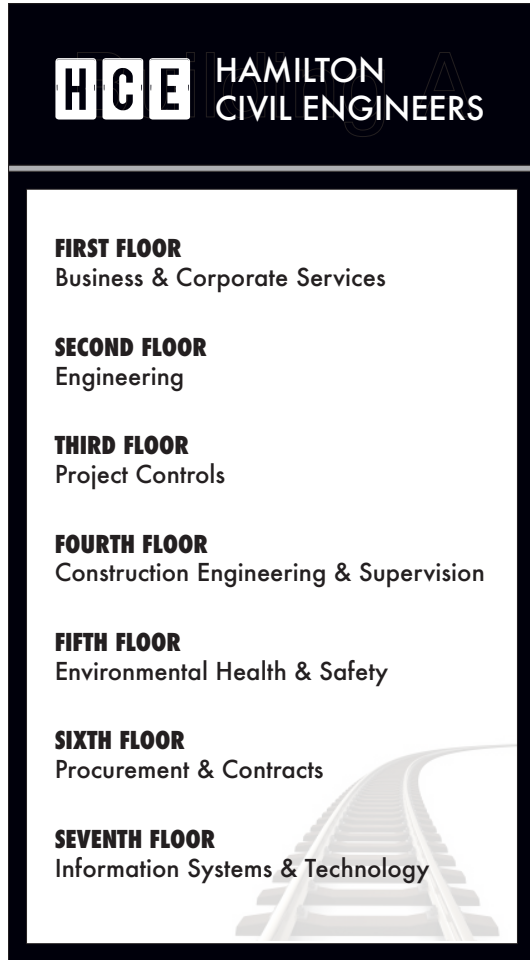 HCE
HAMILTON
CIVIL ENGINEERS
Building A
FIRST FLOOR
Business & Corporate Services
SECOND FLOOR
Engineering
THIRD FLOOR
Project Controls
FOURTH FLOOR
Construction Engineering & Supervision
FIFTH FLOOR
Environmental Health & Safety
SIXTH FLOOR
Procurement & Contracts
SEVENTH FLOOR
Information Systems & Technology